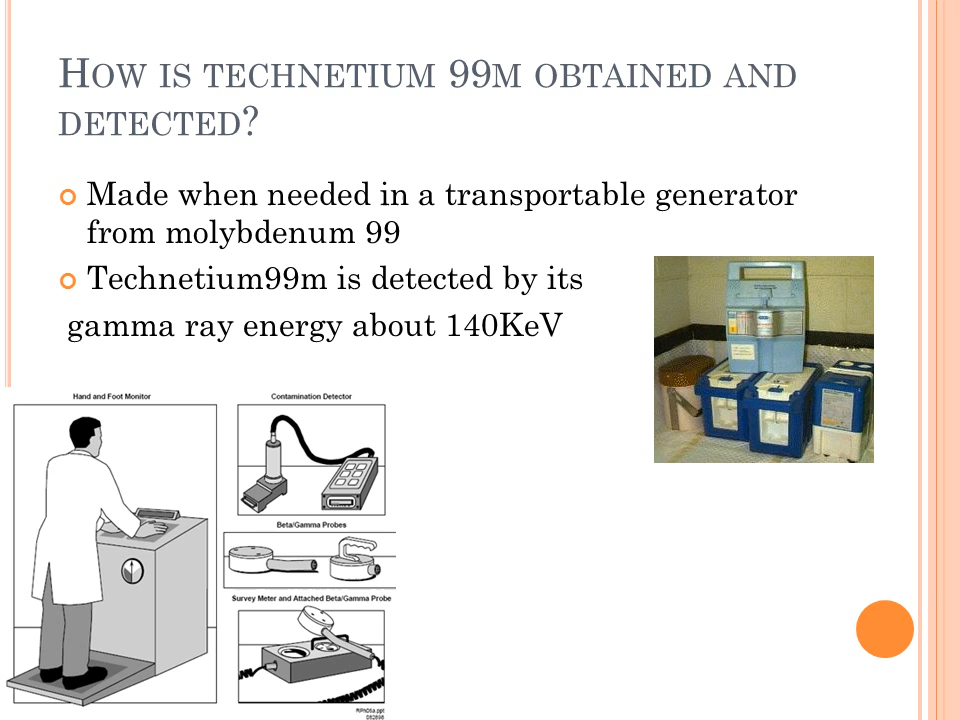 How is technetium 99m obtained and
detected?
Made when needed in a transportable generator
from molybdenum 99
Technetium99m is detected by its
gamma ray energy about 140KeV
Hand and Foot Monitor
Contamination Detector
Beta/Gamma Probes
Survey Meter and Attached Beta/Gamma Probe